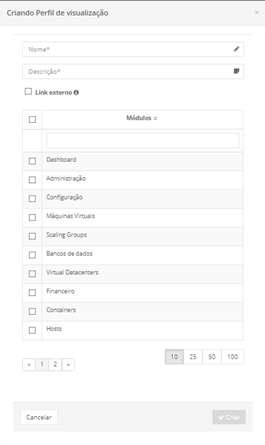 Criando Perfil de visualização
×
Nome*
Descrição*
Link externo
Módulos
Dashboard
Administração
Configuração
Máquinas Virtuais
Scaling Groups
Bancos de dados
Virtual Datacenters
Financeiro
Containers
Hosts
« 1 2 »
10 25 50 100
Cancelar
Criar